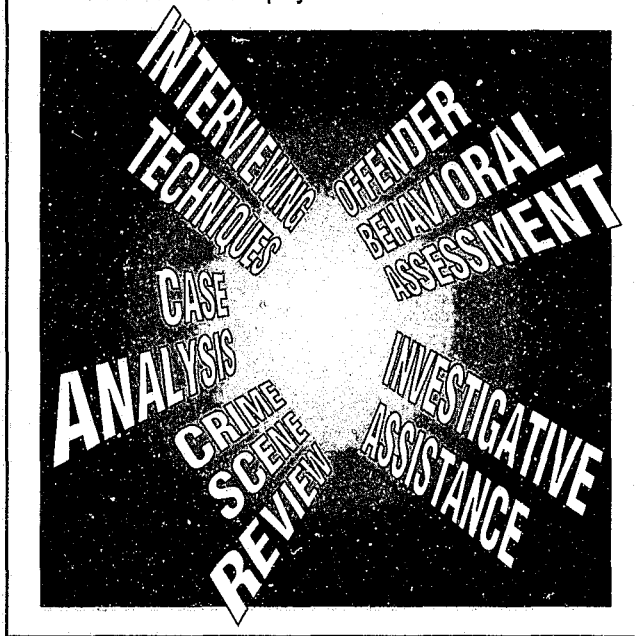 INTERVIEWING
TECHNIQUES
OFFENDER
BEHAVIORAL
ASSESSMENT
CASE
ANALYSIS
CRIME
SCENE
REVIEW
INVESTIGATIVE
ASSISTANCE